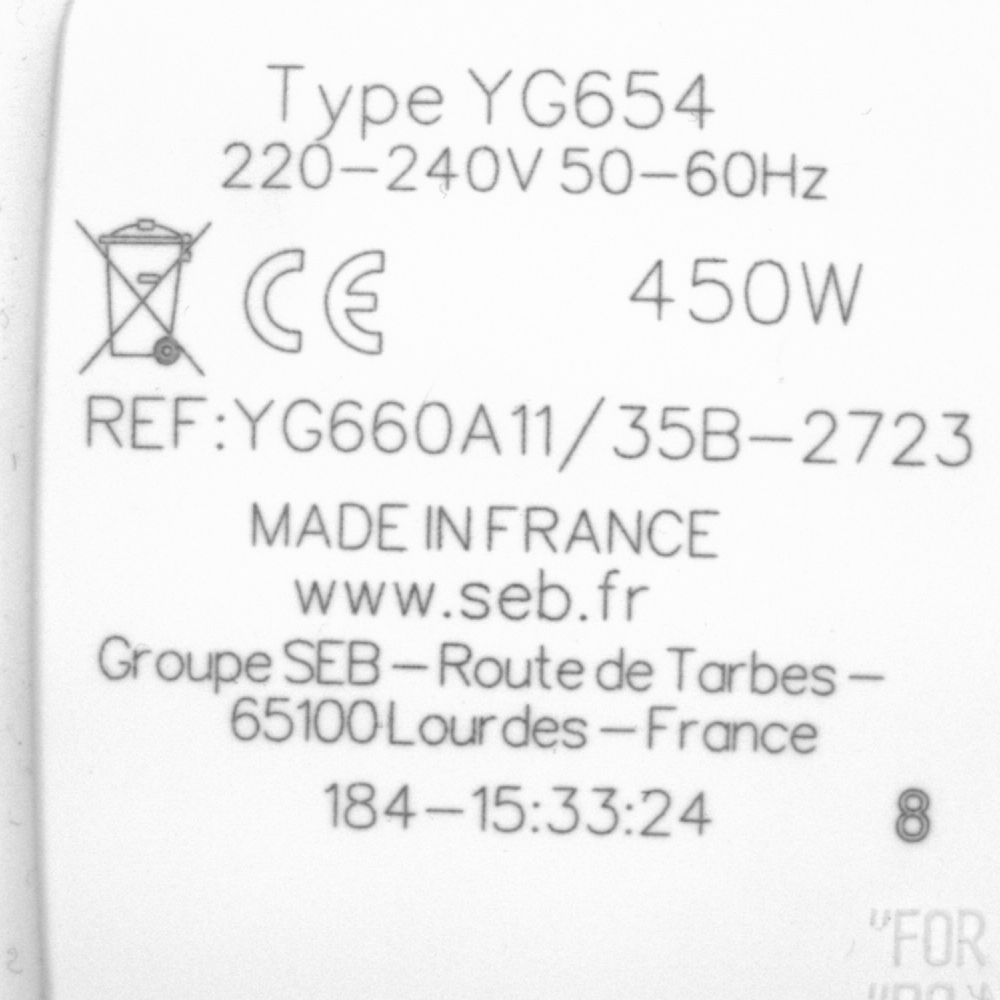 Type YG654
220-240V 50-60Hz
CE
450W
REF:YG660A11/35B-2723
MADE IN FRANCE
www.seb.fr
Groupe SEB - Route de Tarbes -
65100 Lourdes - France
184-15:33:24
8
"FOR